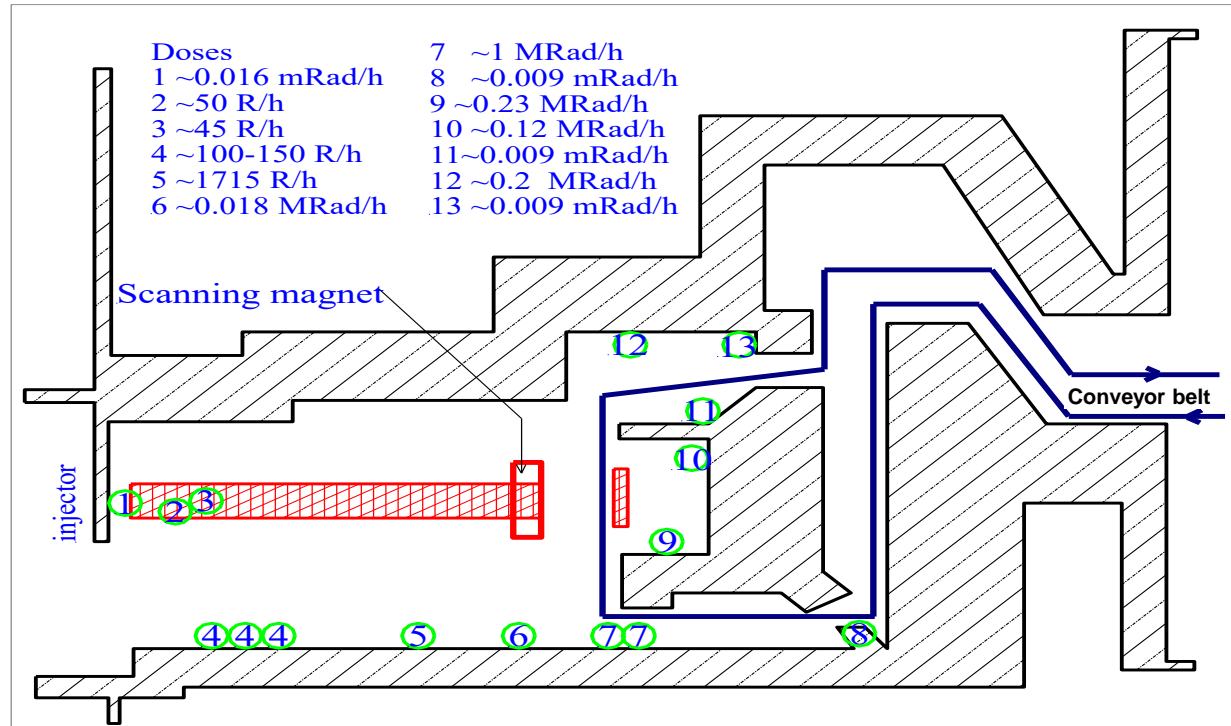 Doses
1 ~0.016 mRad/h
2 ~50 R/h
3 ~45 R/h
4 ~100-150 R/h
5 ~1715 R/h
6 ~0.018 MRad/h
7 ~1 MRad/h
8 ~0.009 mRad/h
9 ~0.23 MRad/h
10 ~0.12 MRad/h
11~0.009 mRad/h
12 ~0.2 MRad/h
13 ~0.009 mRad/h
Scanning magnet
12
13
Conveyor belt
11
10
injector
1
2
3
9
4
4
4
5
6
7
7
8